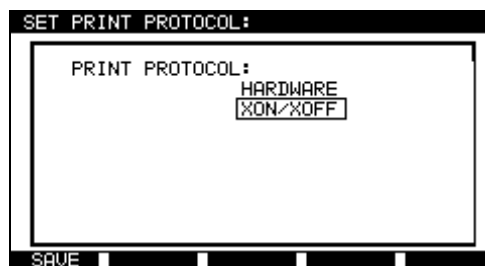 SET PRINT PROTOCOL:
PRINT PROTOCOL:
HARDWARE
XON/XOFF
SAVE